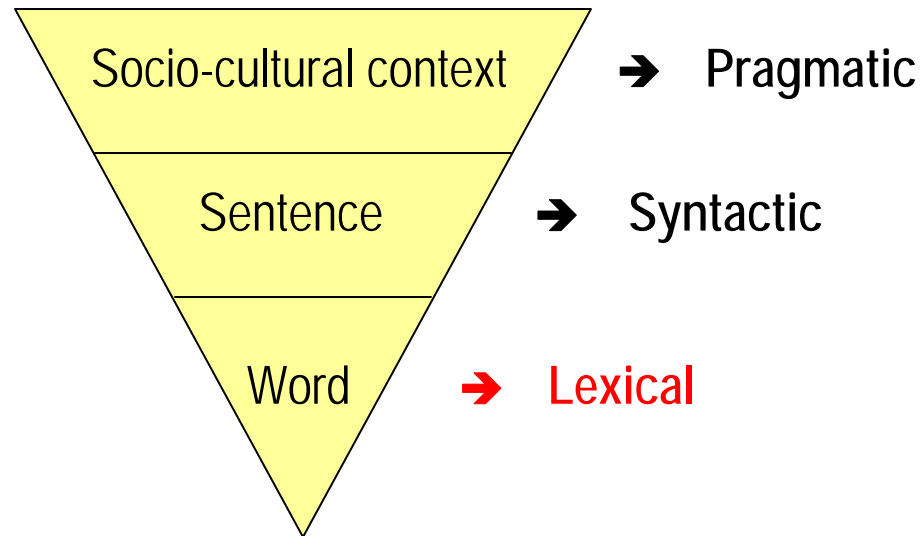 Socio-cultural context ➔ Pragmatic
Sentence ➔ Syntactic
Word ➔ Lexical